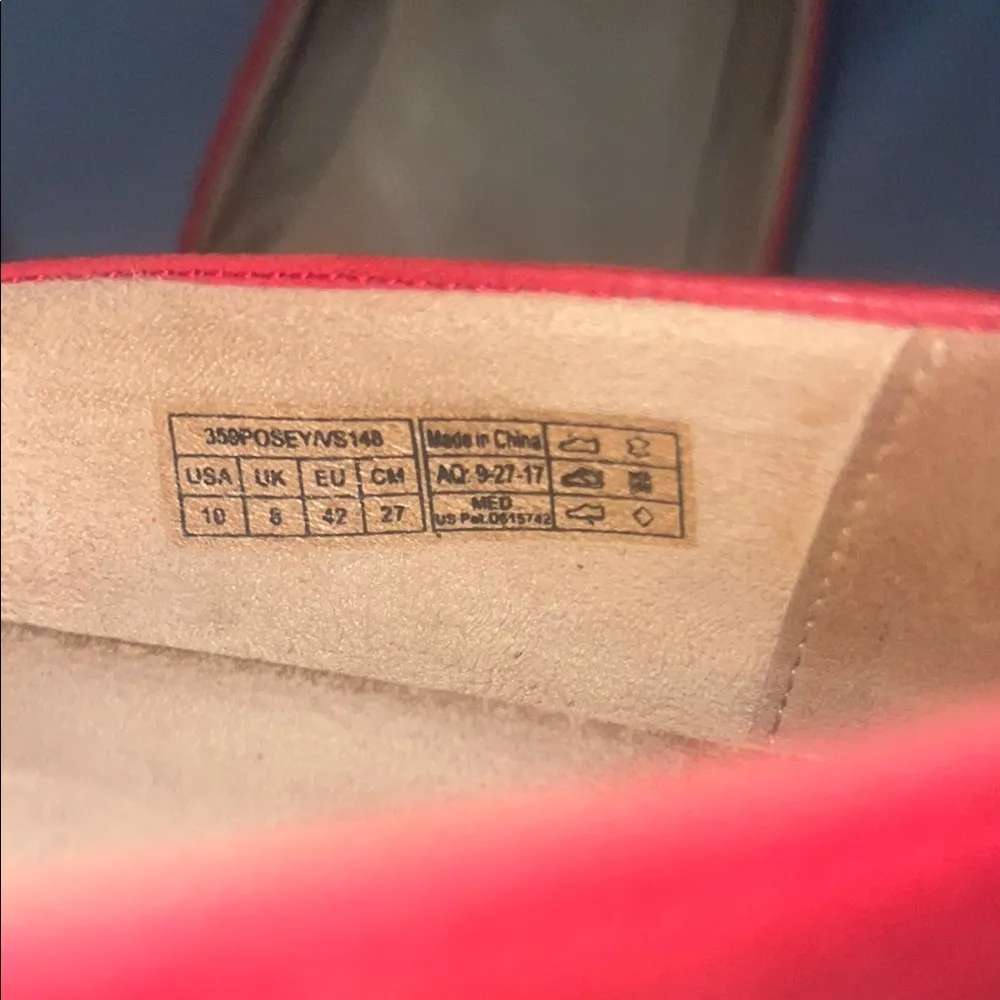 359POSEY/VS148
USA UK EU CM
10 8 42 27
Made in China
AQ: 9-27-17
MED
US Pat.D615742